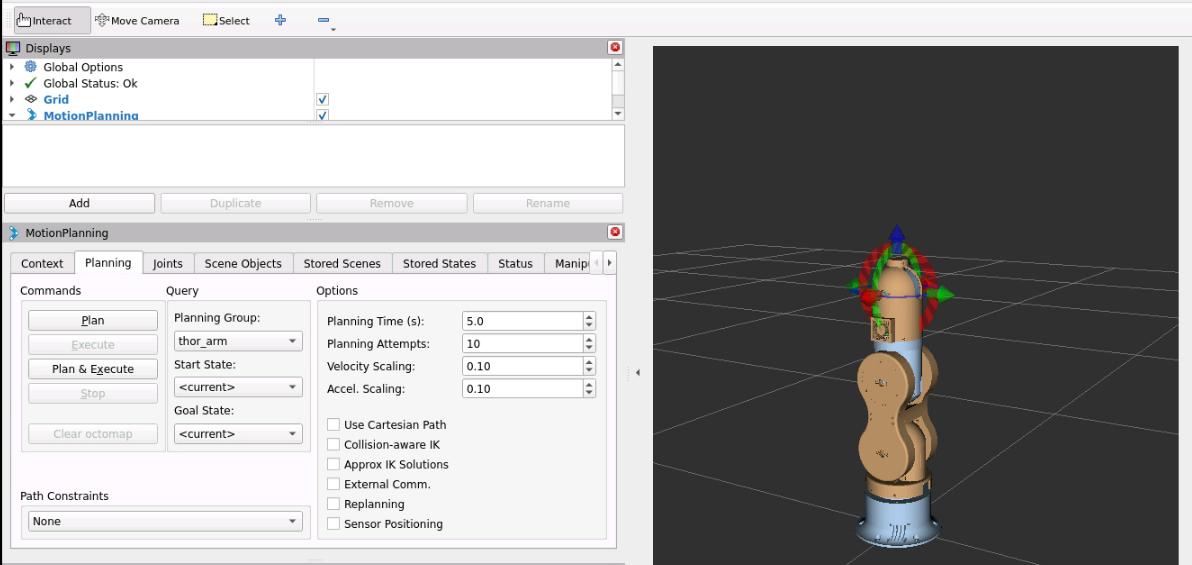 Interact Move Camera Select
Displays
Global Options
Global Status: Ok
Grid
MotionPlanning
Add Duplicate Remove Rename
MotionPlanning
Context Planning Joints Scene Objects Stored Scenes Stored States Status Manip
Commands Query Options
Plan
Execute
Plan & Execute
Stop
Clear octomap
Planning Group:
thor_arm
Start State:
<current>
Goal State:
<current>
Planning Time (s): 5.0
Planning Attempts: 10
Velocity Scaling: 0.10
Accel. Scaling: 0.10
Use Cartesian Path
Collision-aware IK
Approx IK Solutions
External Comm.
Replanning
Sensor Positioning
Path Constraints
None